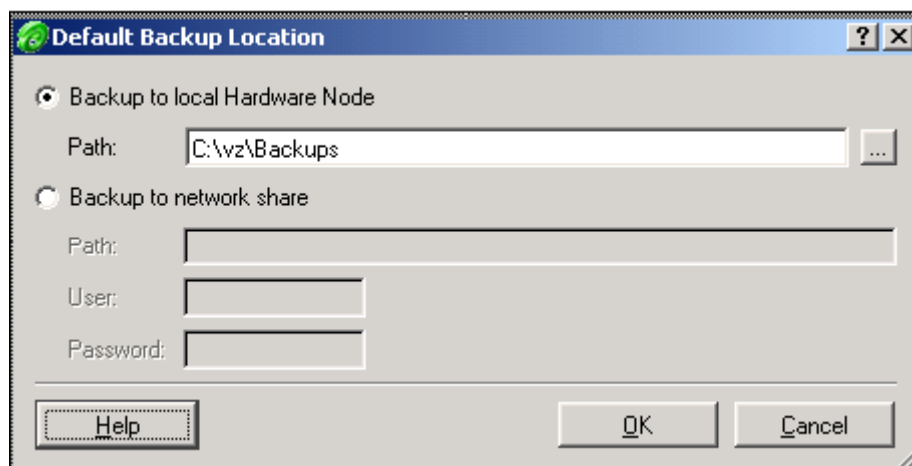 Default Backup Location
Backup to local Hardware Node
Path: C:\vz\Backups ...
Backup to network share
Path:
User:
Password:
Help OK Cancel